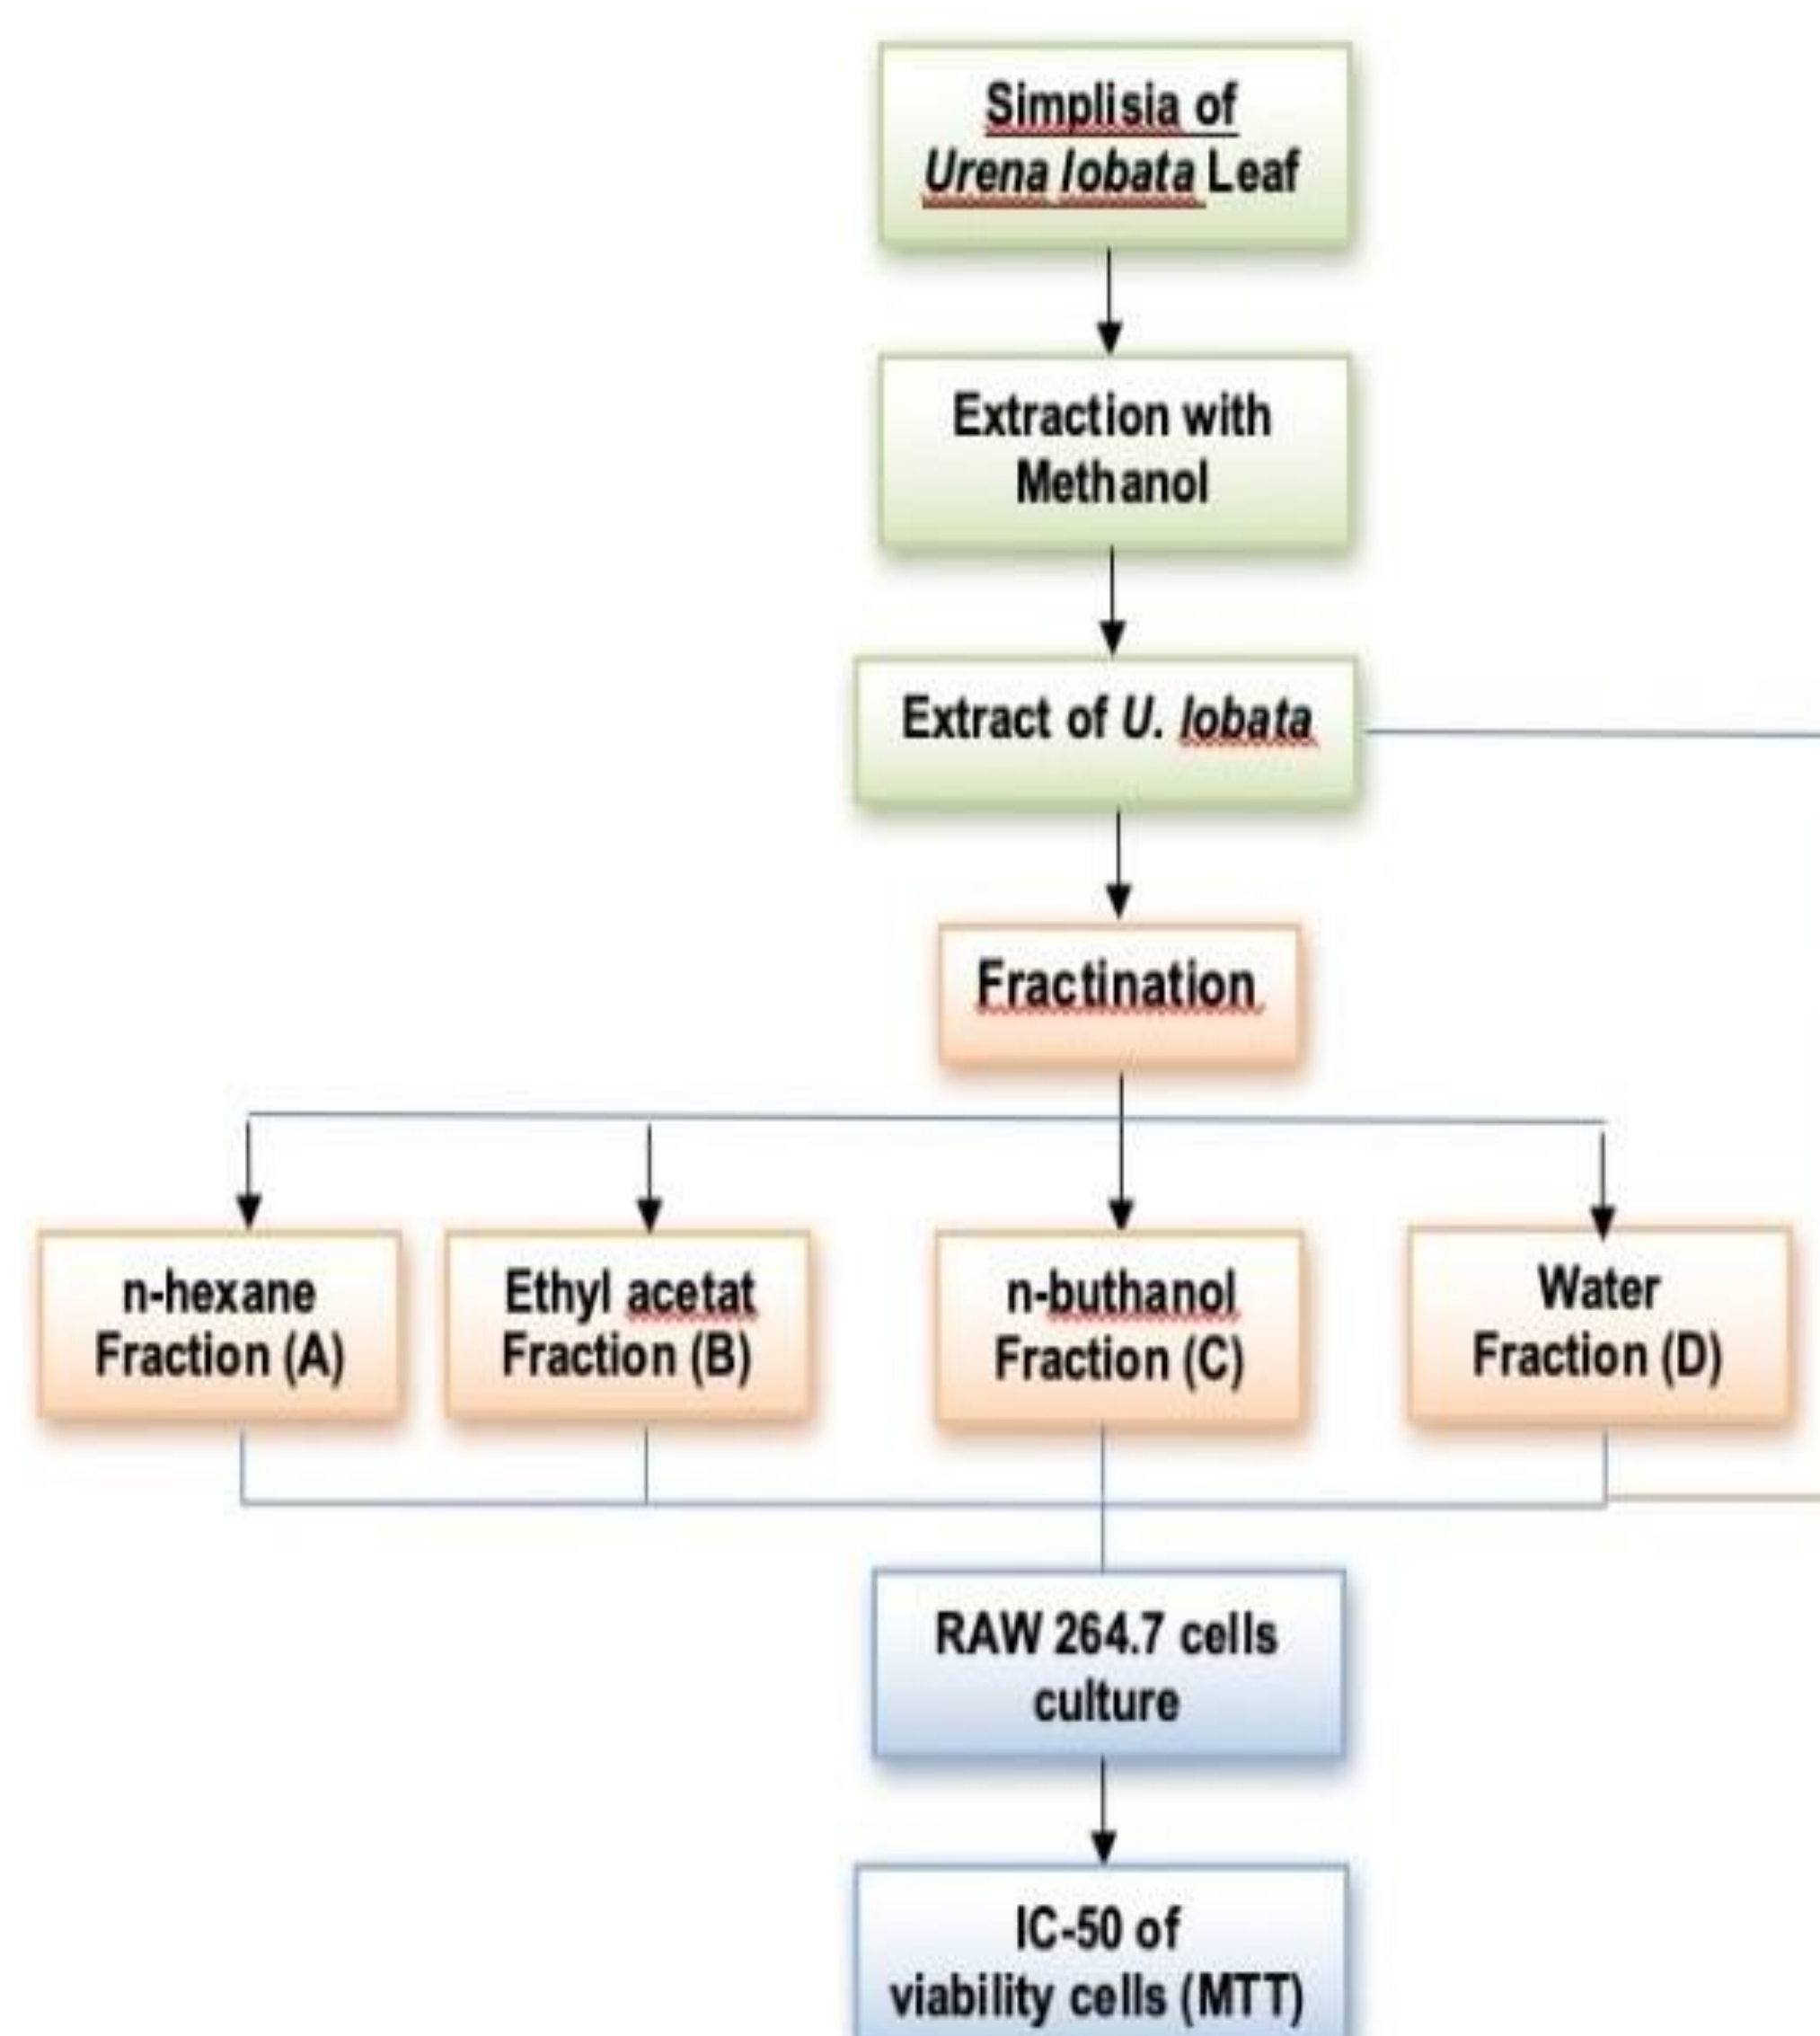 Simplisia of
Urena lobata Leaf
Extraction with
Methanol
Extract of U. lobata
Fractination
n-hexane
Fraction (A)
Ethyl acetat
Fraction (B)
n-buthanol
Fraction (C)
Water
Fraction (D)
RAW 264.7 cells
culture
IC-50 of
viability cells (MTT)